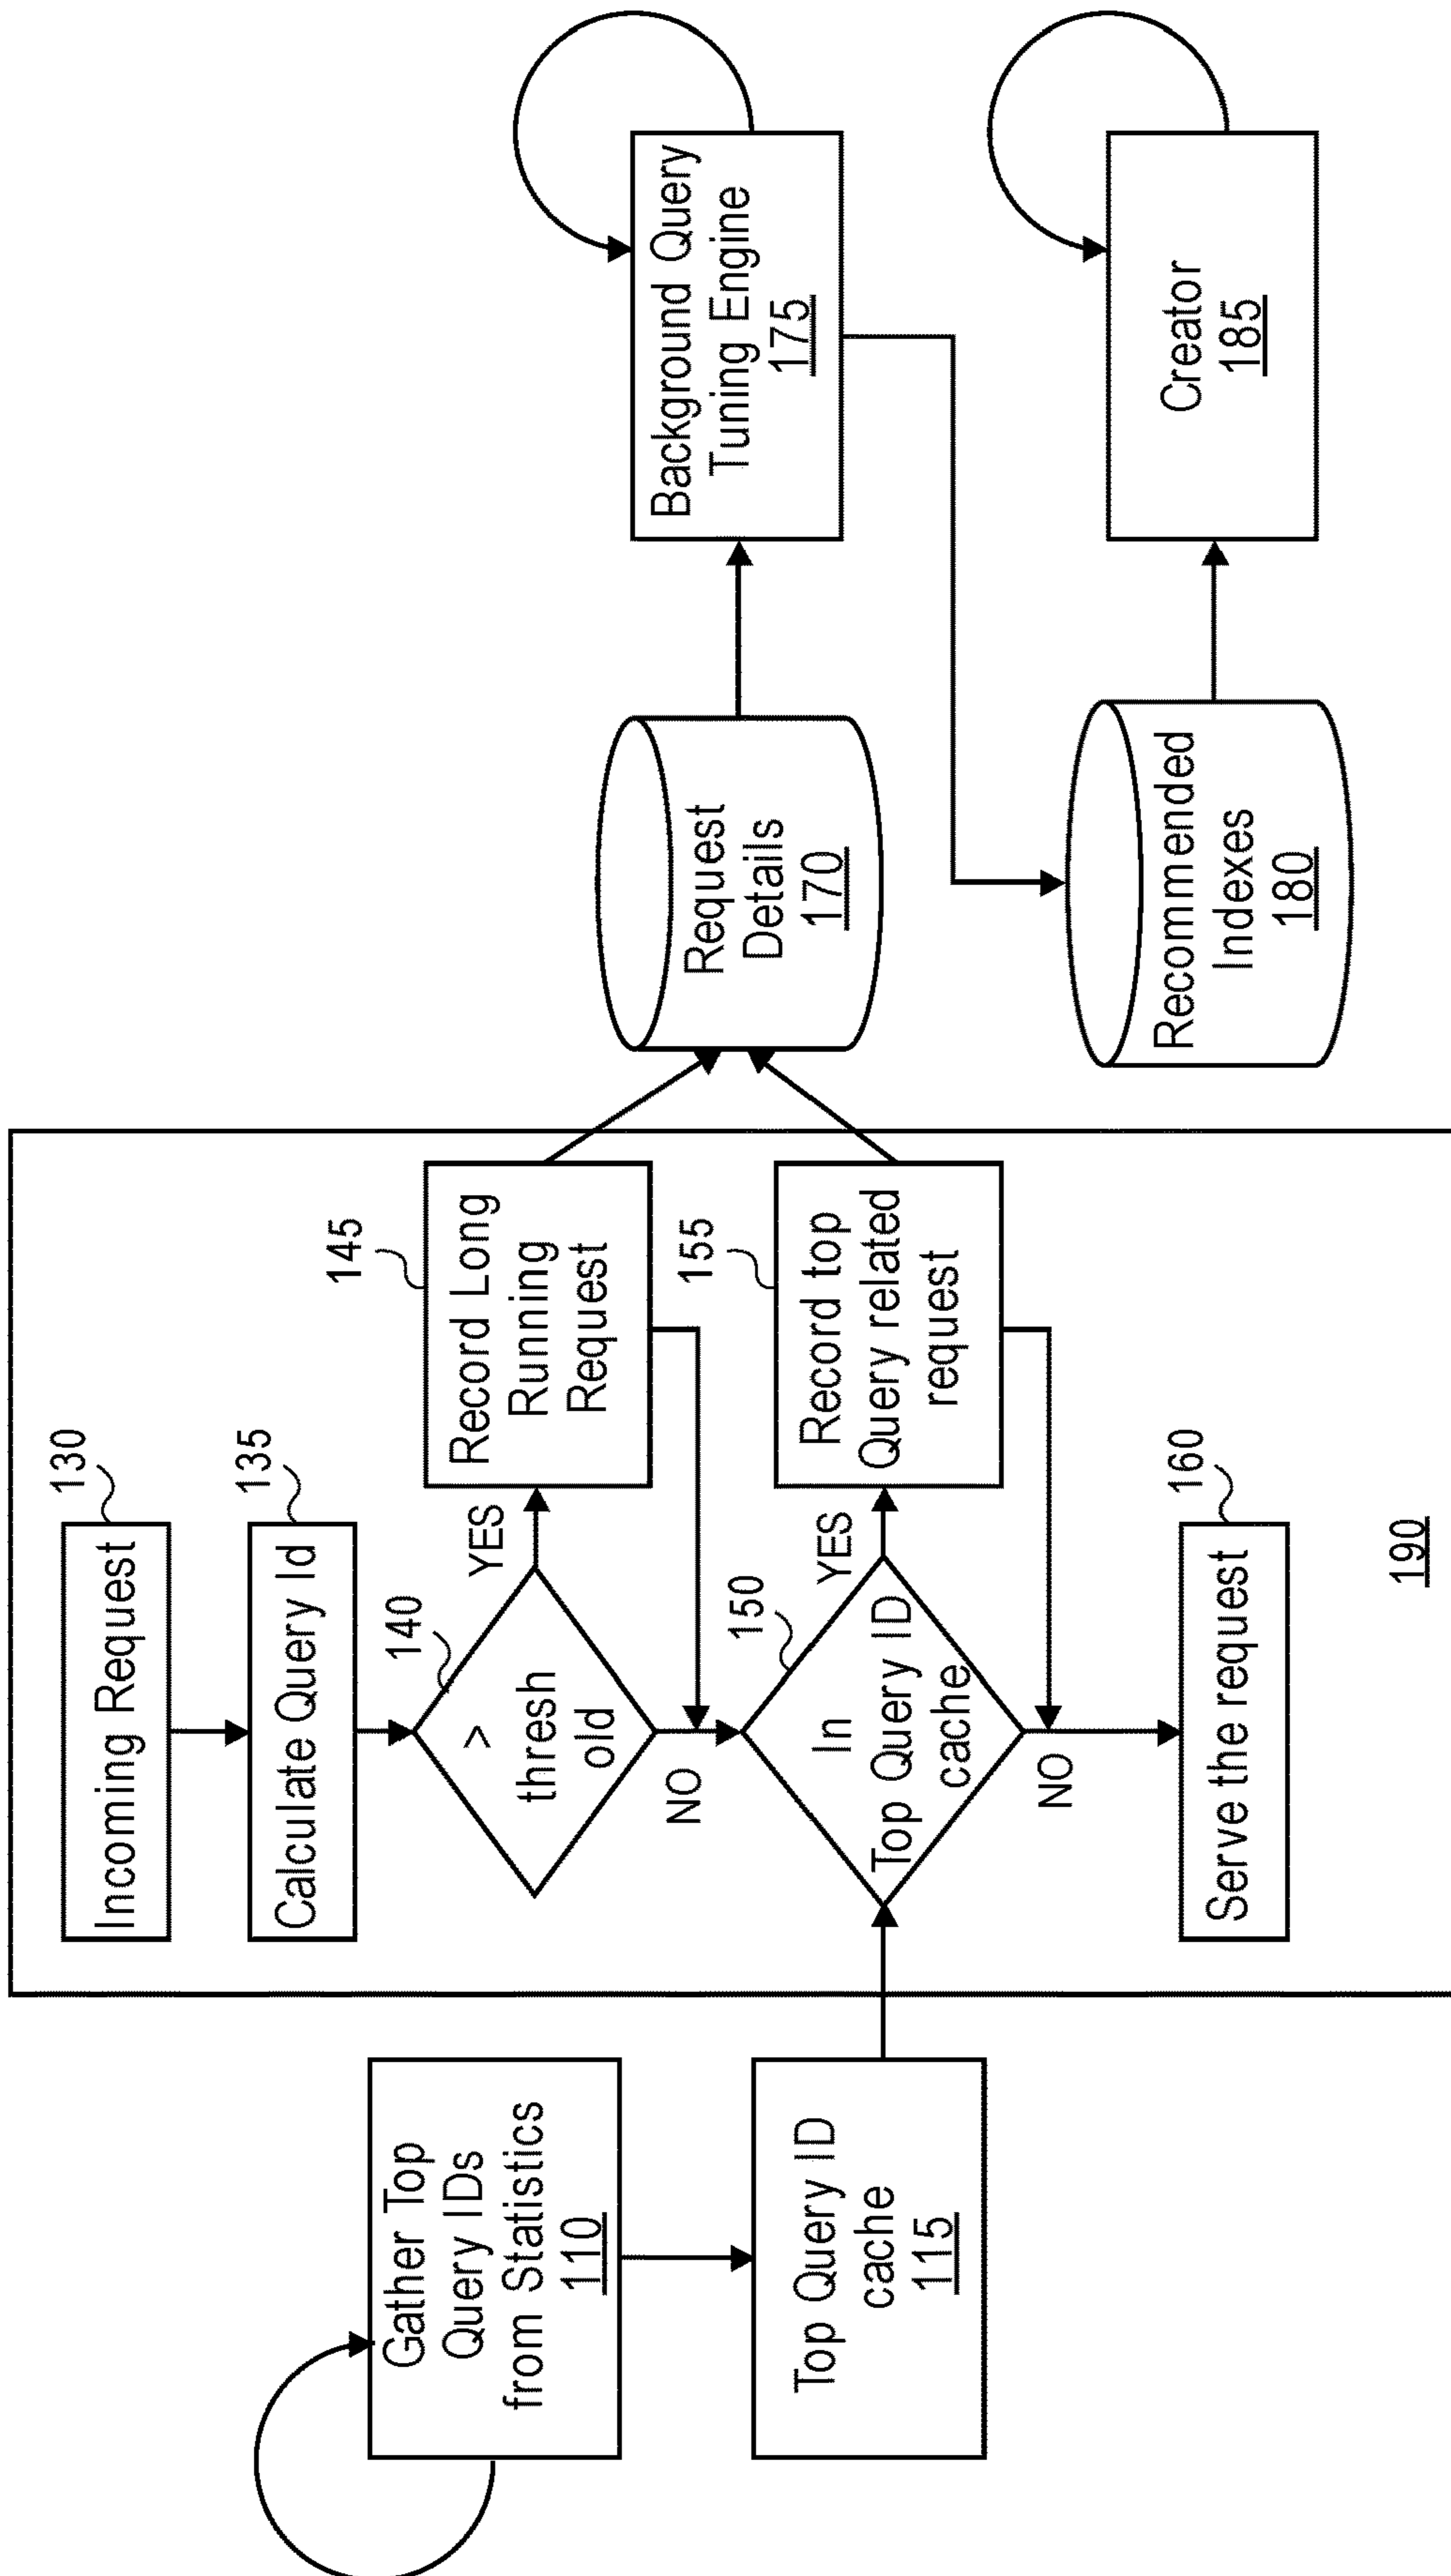 Gather Top
Query IDs
from Statistics
110
Top Query ID
cache
115
Incoming Request
130
Calculate Query Id
135
>
thresh
old
140
YES
NO
Record Long
Running
Request
145
In
Top Query ID
cache
150
YES
NO
Record top
Query related
request
155
Serve the request
160
190
Request
Details
170
Background Query
Tuning Engine
175
Recommended
Indexes
180
Creator
185